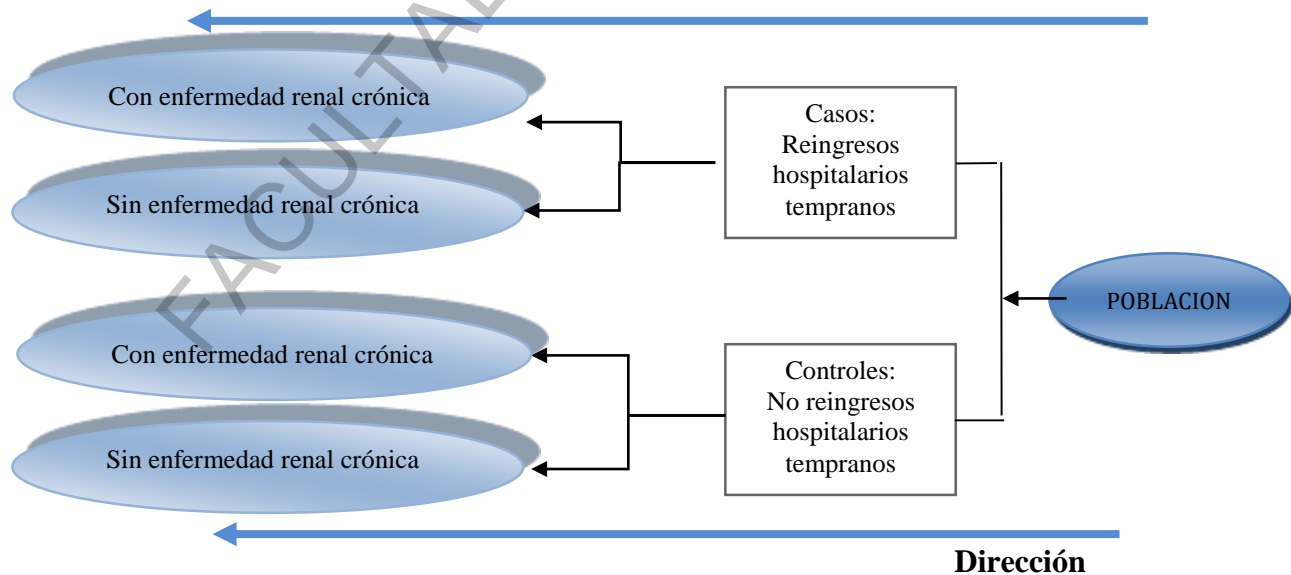 Con enfermedad renal crónica
Sin enfermedad renal crónica
Con enfermedad renal crónica
Sin enfermedad renal crónica
Casos:
Reingresos
hospitalarios
tempranos
Controles:
No reingresos
hospitalarios
tempranos
POBLACION
Dirección
FACULTA